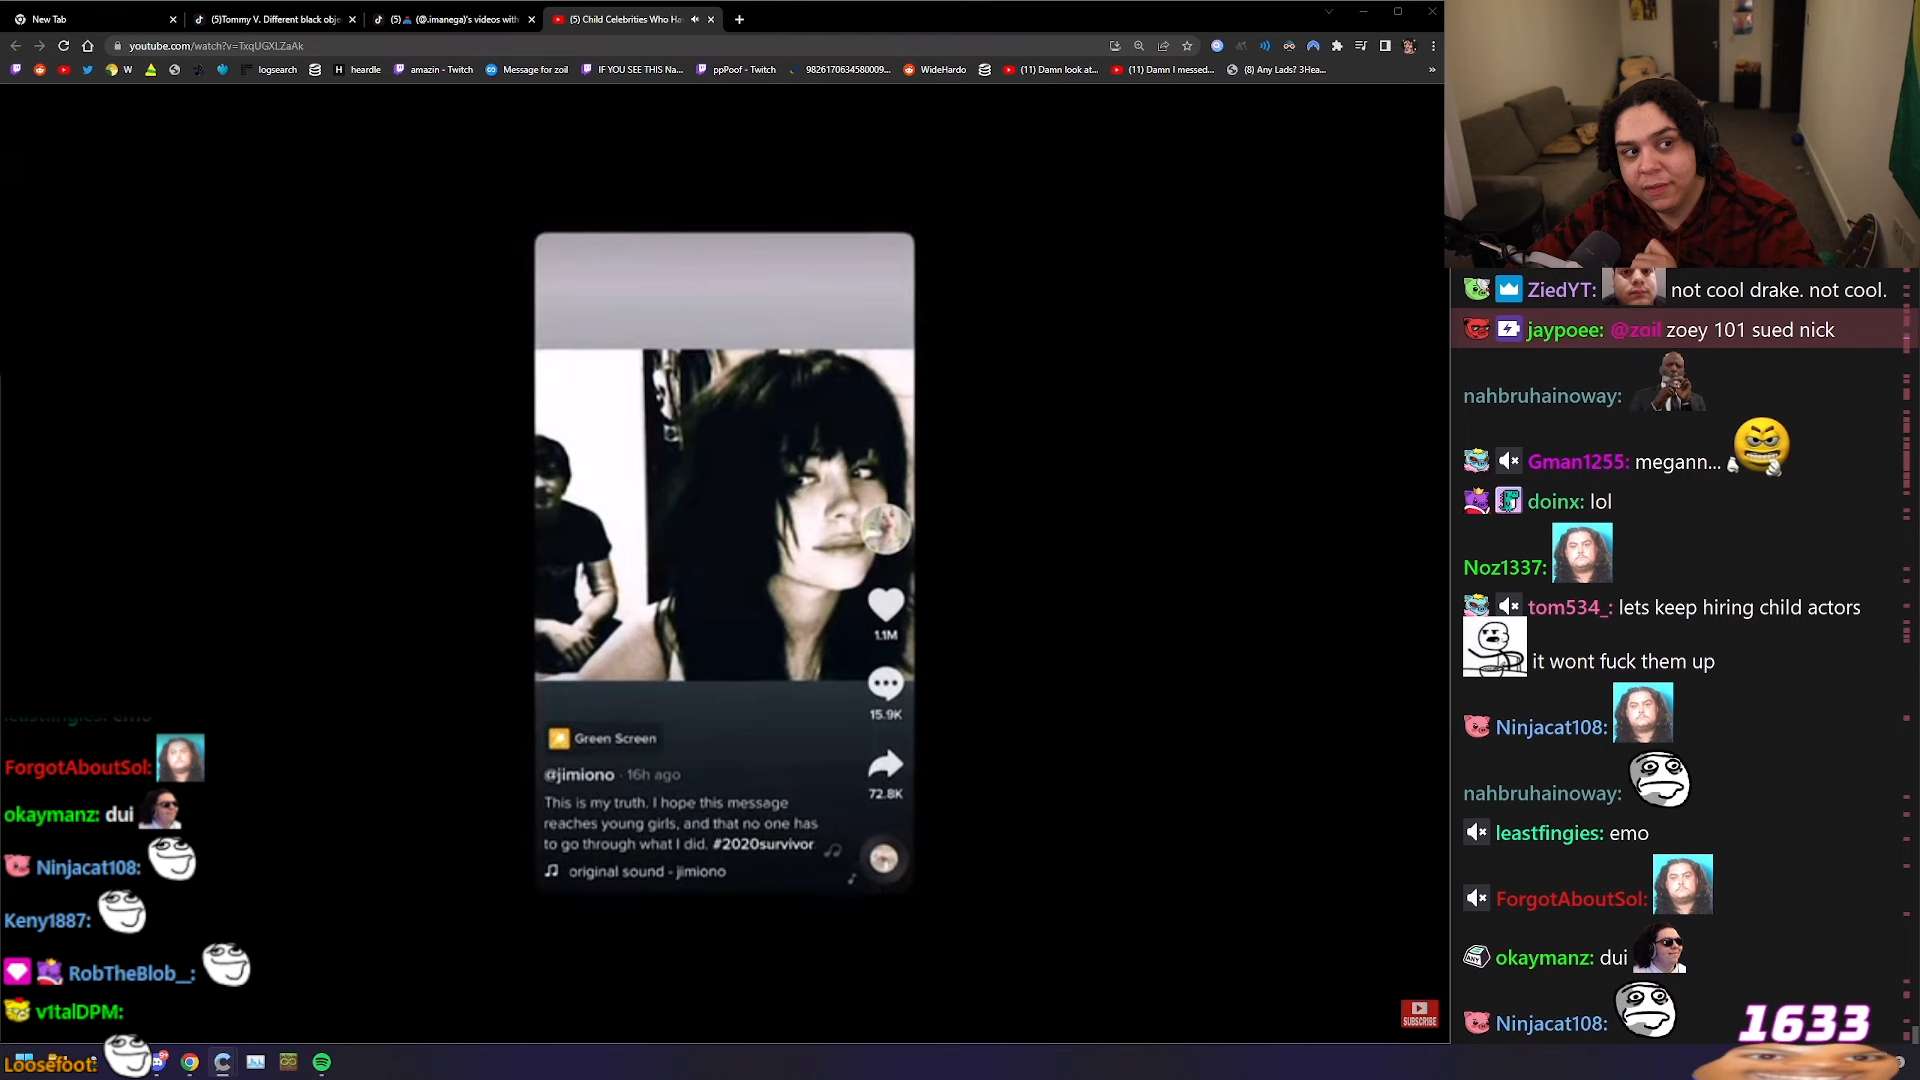 New Tab
(5)Tommy V. Different black obje
(5) (@.imanega)'s videos with
(5) Child Celebrities Who Ha
youtube.com/watch?v=TxqUGXLZaAk
W
logsearch
H heardle
amazin - Twitch
Message for zoil
IF YOU SEE THIS Na...
ppPoof - Twitch
9826170634580009...
WideHardo
(11) Damn look at...
(11) Damn I messed...
(8) Any Lads? 3Hea...
»
1.1M
15.9K
72.8K
Green Screen
@jimiono · 16h ago
This is my truth. I hope this message
reaches young girls, and that no one has
to go through what I did. #2020survivor
original sound - jimiono
SUBSCRIBE
leastfingies: emo
ForgotAboutSol:
okaymanz: dui
Ninjacat108:
Keny1887:
RobTheBlob__:
v1talDPM:
Loosefoot:
ZiedYT: not cool drake. not cool.
jaypoee: @zoil zoey 101 sued nick
nahbruhainoway:
Gman1255: megann...
doinx: lol
Noz1337:
tom534_: lets keep hiring child actors
it wont fuck them up
Ninjacat108:
nahbruhainoway:
leastfingies: emo
ForgotAboutSol:
okaymanz: dui
Ninjacat108:
1633